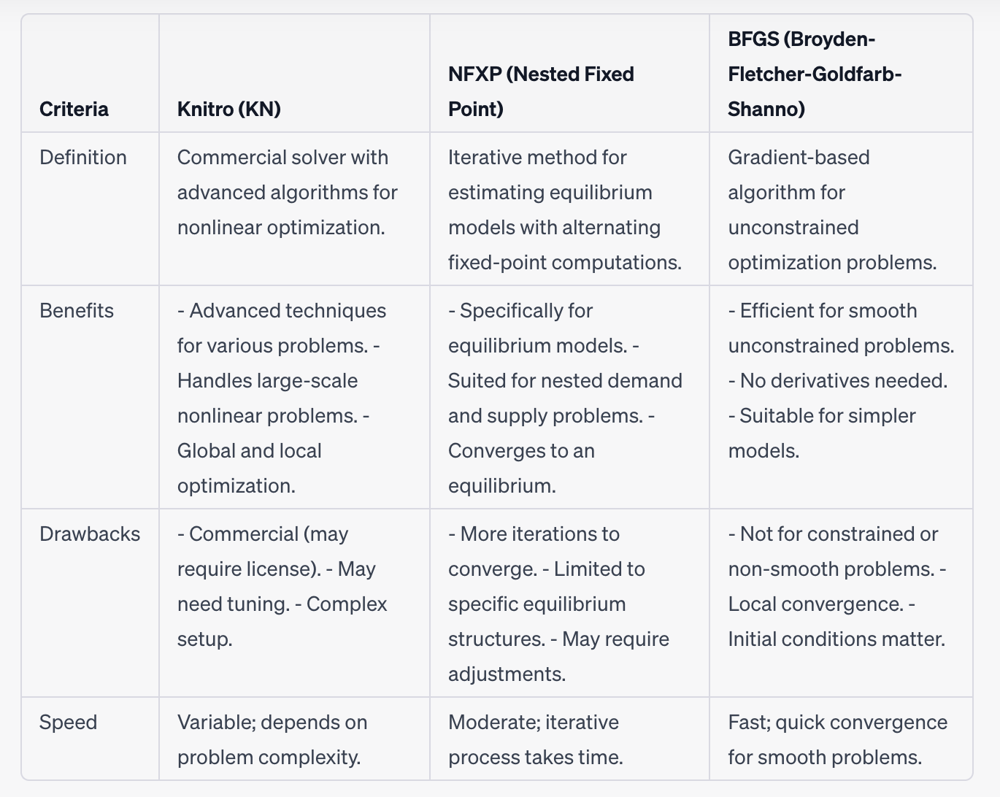 Criteria
Knitro (KN)
NFXP (Nested Fixed
Point)
BFGS (Broyden-
Fletcher-Goldfarb-
Shanno)
Definition
Commercial solver with
advanced algorithms for
nonlinear optimization.
Iterative method for
estimating equilibrium
models with alternating
fixed-point computations.
Gradient-based
algorithm for
unconstrained
optimization problems.
Benefits
- Advanced techniques
for various problems. -
Handles large-scale
nonlinear problems. -
Global and local
optimization.
- Specifically for
equilibrium models. -
Suited for nested demand
and supply problems. -
Converges to an
equilibrium.
- Efficient for smooth
unconstrained problems.
- No derivatives needed.
- Suitable for simpler
models.
Drawbacks
- Commercial (may
require license). - May
need tuning. - Complex
setup.
- More iterations to
converge. - Limited to
specific equilibrium
structures. - May require
adjustments.
- Not for constrained or
non-smooth problems. -
Local convergence. -
Initial conditions matter.
Speed
Variable; depends on
problem complexity.
Moderate; iterative
process takes time.
Fast; quick convergence
for smooth problems.